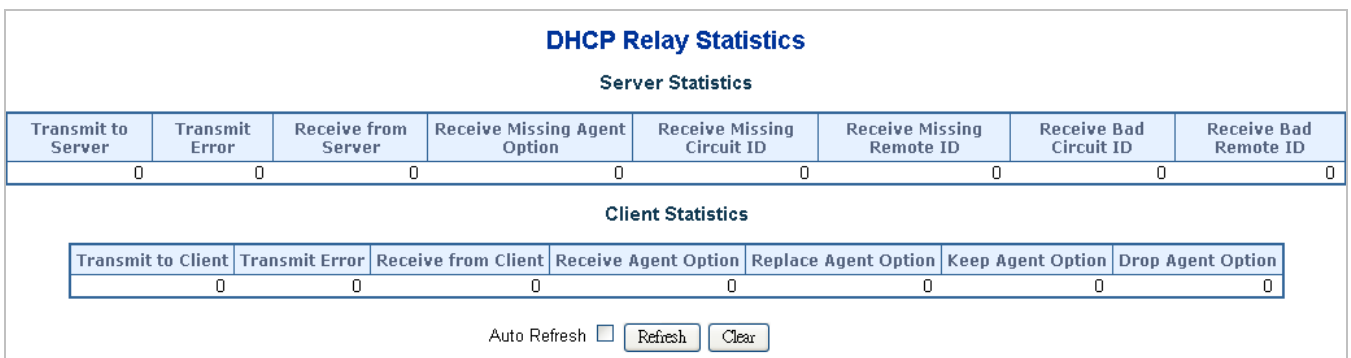 DHCP Relay Statistics
Server Statistics
Transmit to Server Transmit Error Receive from Server Receive Missing Agent Option Receive Missing Circuit ID Receive Missing Remote ID Receive Bad Circuit ID Receive Bad Remote ID
0 0 0 0 0 0 0 0
Client Statistics
Transmit to Client Transmit Error Receive from Client Receive Agent Option Replace Agent Option Keep Agent Option Drop Agent Option
0 0 0 0 0 0 0
Auto Refresh Refresh Clear